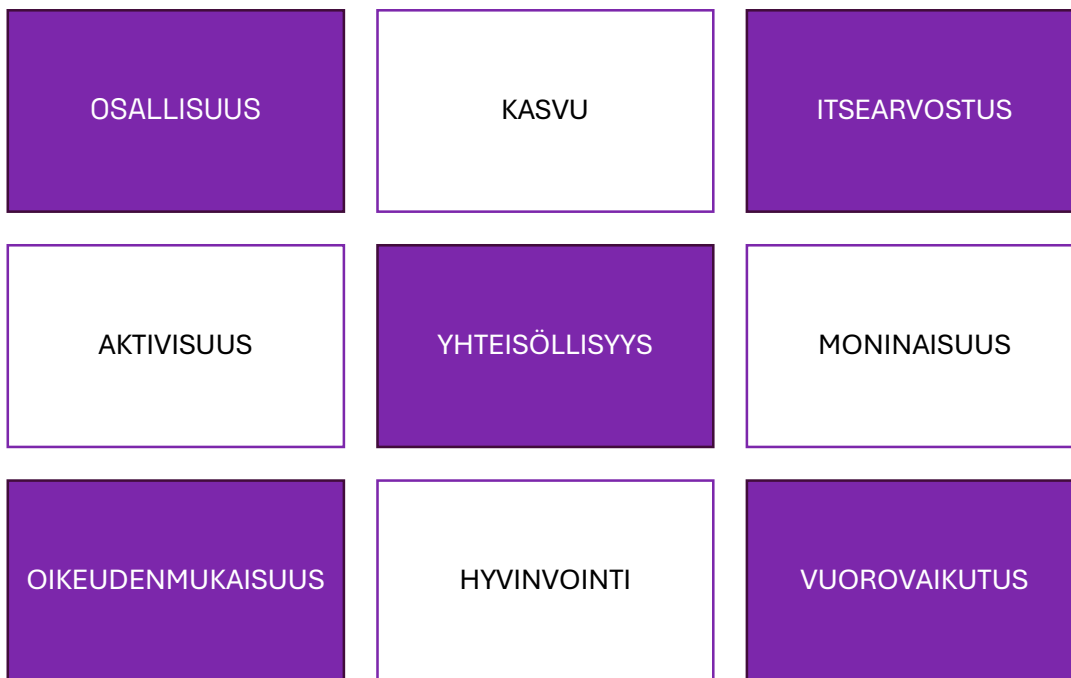 OSALLISUUS
KASVU
ITSEARVOSTUS
AKTIVISUUS
YHTEISÖLLISYYS
MONINAISUUS
OIKEUDENMUKAISUUS
HYVINVOINTI
VUOROVAIKUTUS